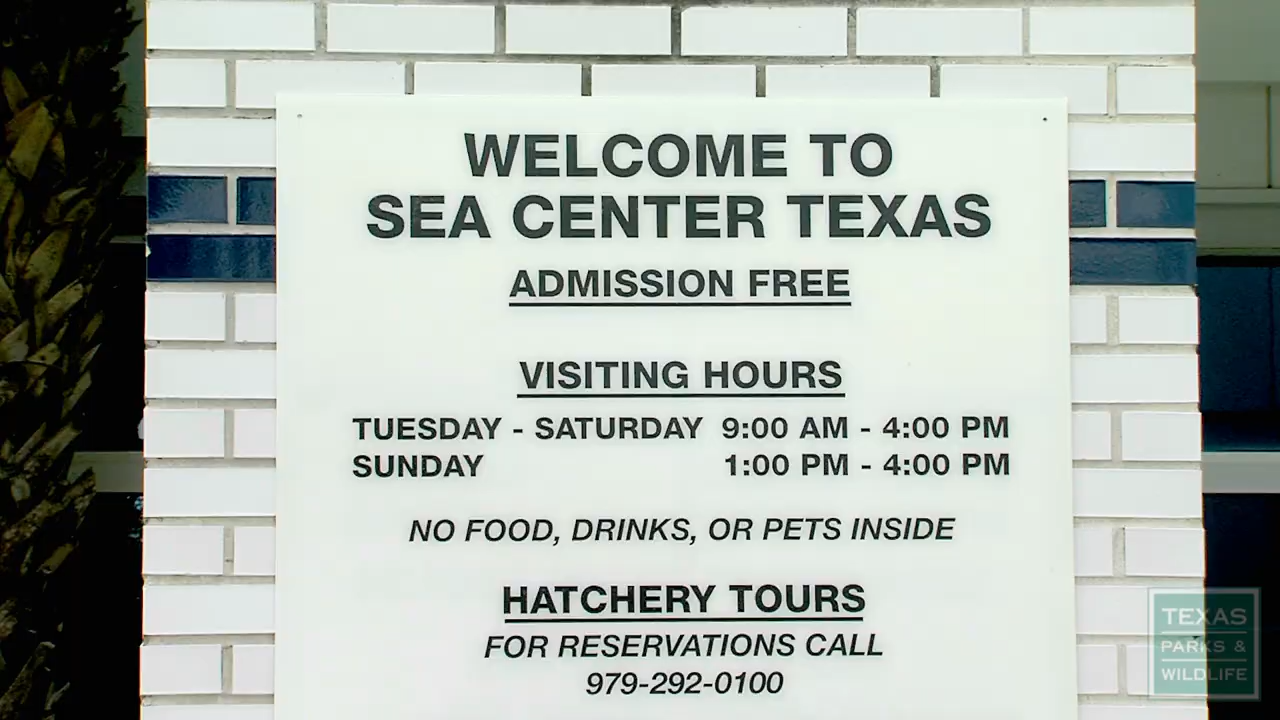 WELCOME TO
SEA CENTER TEXAS
ADMISSION FREE
VISITING HOURS
TUESDAY - SATURDAY 9:00 AM - 4:00 PM
SUNDAY 1:00 PM - 4:00 PM
NO FOOD, DRINKS, OR PETS INSIDE
HATCHERY TOURS
FOR RESERVATIONS CALL
979-292-0100
TEXAS
PARKS &
WILDLIFE